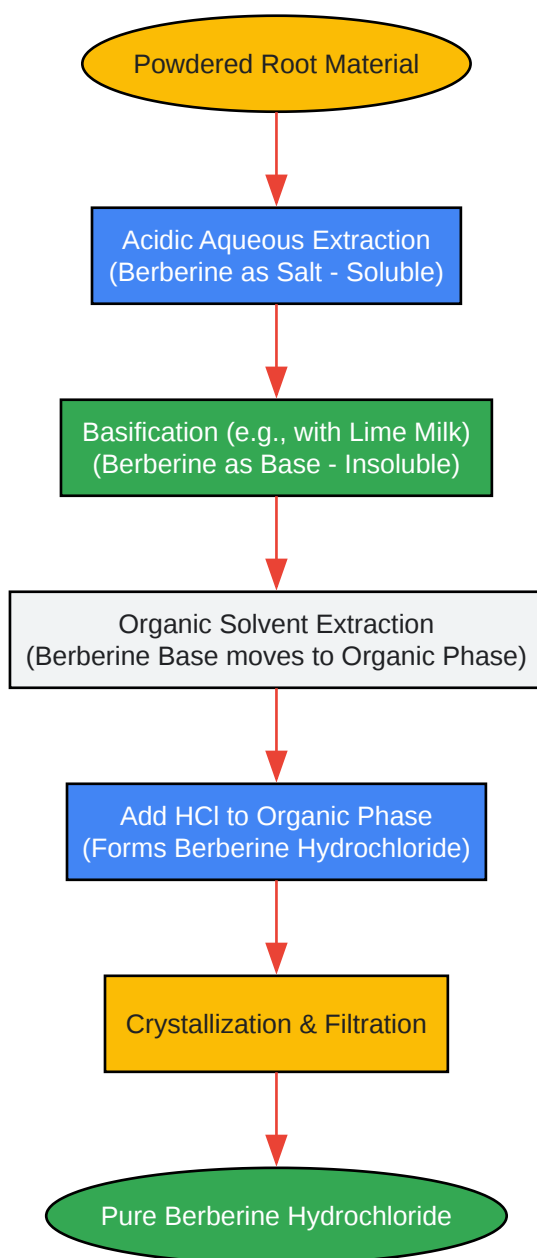 Powdered Root Material
Acidic Aqueous Extraction
(Berberine as Salt - Soluble)
Basification (e.g., with Lime Milk)
(Berberine as Base - Insoluble)
Organic Solvent Extraction
(Berberine Base moves to Organic Phase)
Add HCl to Organic Phase
(Forms Berberine Hydrochloride)
Crystallization & Filtration
Pure Berberine Hydrochloride